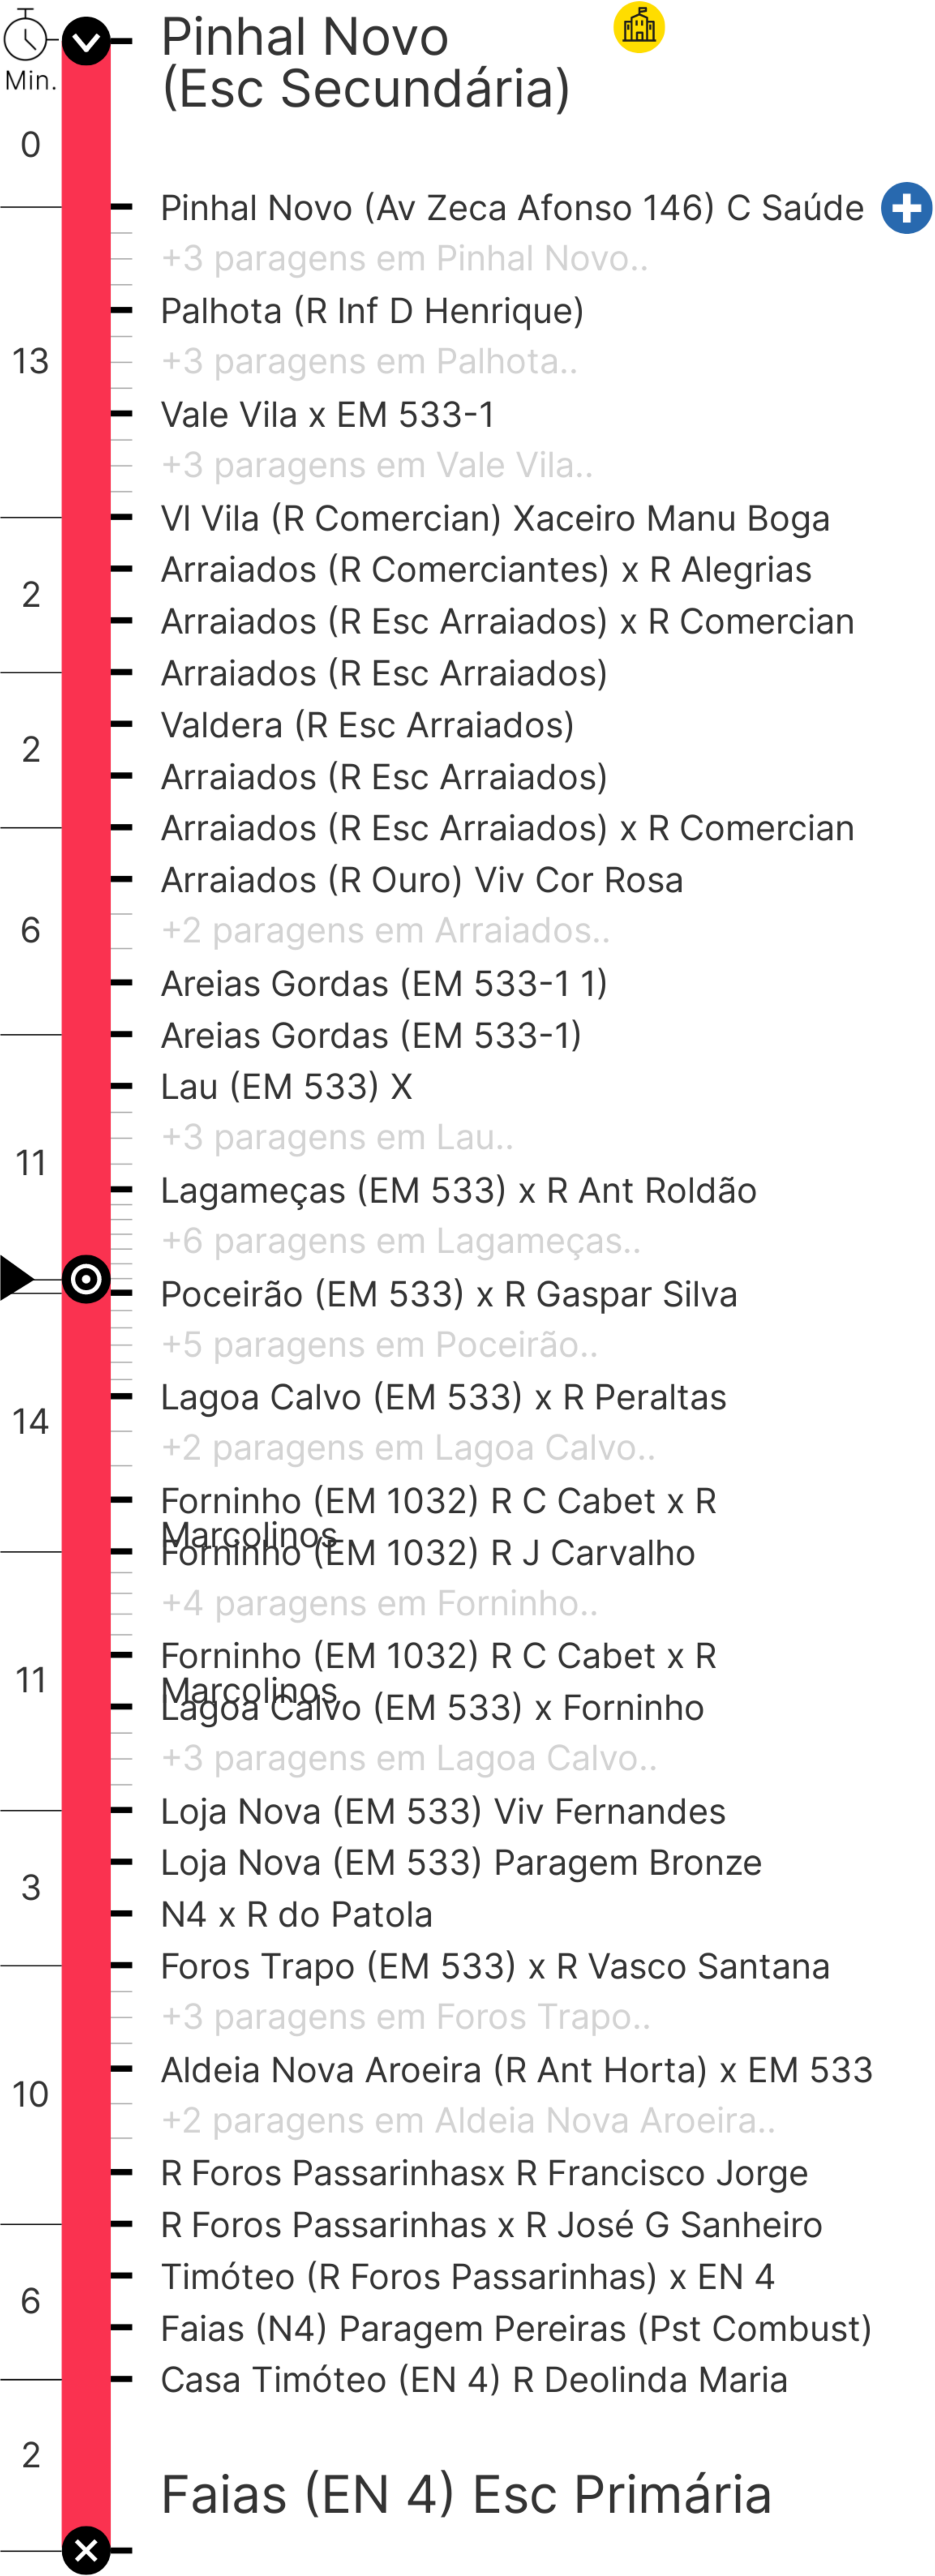 Pinhal Novo
(Esc Secundária)
Min.
0
Pinhal Novo (Av Zeca Afonso 146) C Saúde
+3 paragens em Pinhal Novo..
Palhota (R Inf D Henrique)
13
+3 paragens em Palhota..
Vale Vila x EM 533-1
+3 paragens em Vale Vila..
Vl Vila (R Comercian) Xaceiro Manu Boga
Arraiados (R Comerciantes) x R Alegrias
2
Arraiados (R Esc Arraiados) x R Comercian
Arraiados (R Esc Arraiados)
Valdera (R Esc Arraiados)
2
Arraiados (R Esc Arraiados)
Arraiados (R Esc Arraiados) x R Comercian
Arraiados (R Ouro) Viv Cor Rosa
6
+2 paragens em Arraiados..
Areias Gordas (EM 533-1 1)
Areias Gordas (EM 533-1)
Lau (EM 533) X
+3 paragens em Lau..
11
Lagameças (EM 533) x R Ant Roldão
+6 paragens em Lagameças..
Poceirão (EM 533) x R Gaspar Silva
+5 paragens em Poceirão..
Lagoa Calvo (EM 533) x R Peraltas
14
+2 paragens em Lagoa Calvo..
Forninho (EM 1032) R C Cabet x R
Marcolinos
Forninho (EM 1032) R J Carvalho
+4 paragens em Forninho..
Forninho (EM 1032) R C Cabet x R
Marcolinos
11
Lagoa Calvo (EM 533) x Forninho
+3 paragens em Lagoa Calvo..
Loja Nova (EM 533) Viv Fernandes
Loja Nova (EM 533) Paragem Bronze
3
N4 x R do Patola
Foros Trapo (EM 533) x R Vasco Santana
+3 paragens em Foros Trapo..
Aldeia Nova Aroeira (R Ant Horta) x EM 533
10
+2 paragens em Aldeia Nova Aroeira..
R Foros Passarinhasx R Francisco Jorge
R Foros Passarinhas x R José G Sanheiro
Timóteo (R Foros Passarinhas) x EN 4
6
Faias (N4) Paragem Pereiras (Pst Combust)
Casa Timóteo (EN 4) R Deolinda Maria
2
Faias (EN 4) Esc Primária